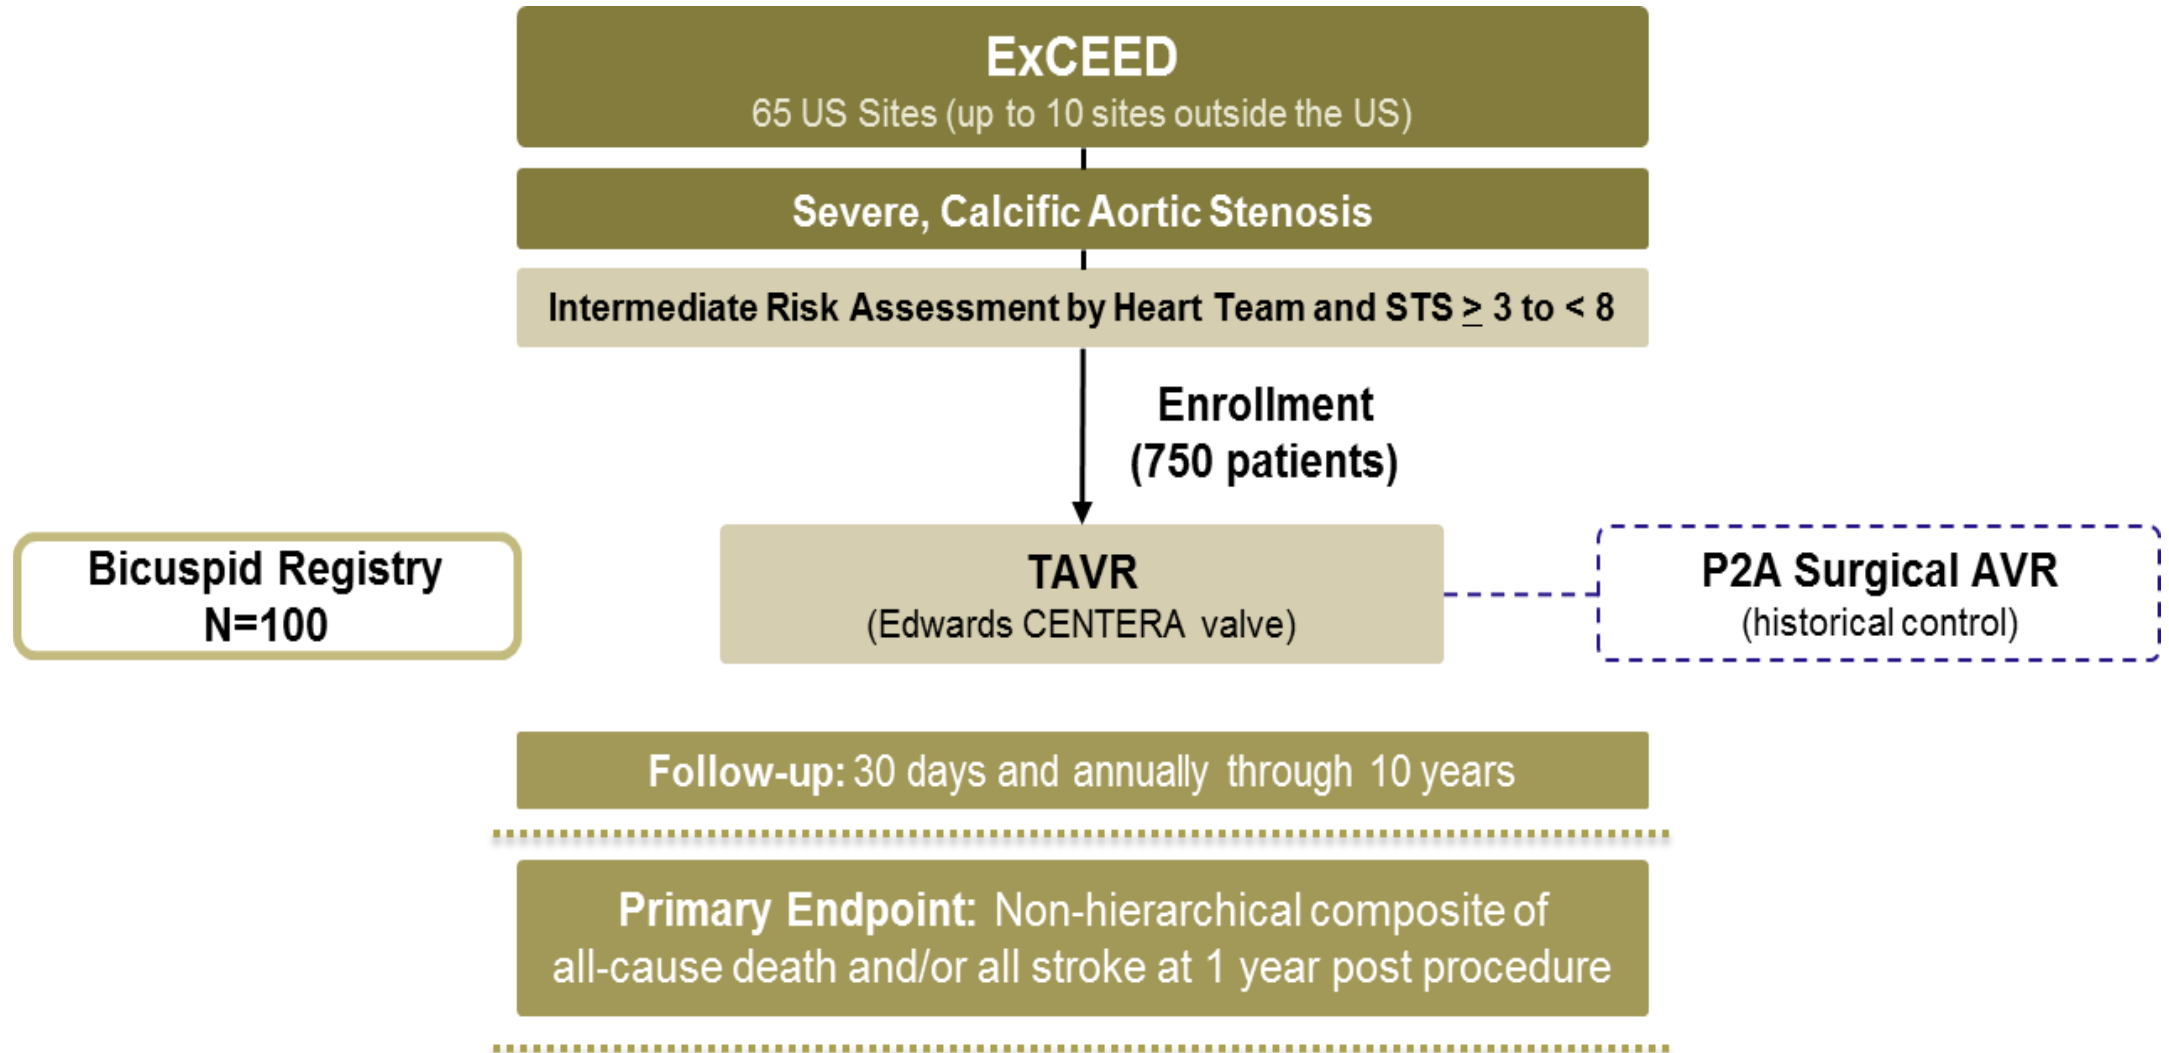 ExCEED
65 US Sites (up to 10 sites outside the US)
Severe, Calcific Aortic Stenosis
Intermediate Risk Assessment by Heart Team and STS ≥ 3 to < 8
Enrollment
(750 patients)
Bicuspid Registry
N=100
TAVR
(Edwards CENTERA valve)
P2A Surgical AVR
(historical control)
Follow-up: 30 days and annually through 10 years
Primary Endpoint: Non-hierarchical composite of
all-cause death and/or all stroke at 1 year post procedure